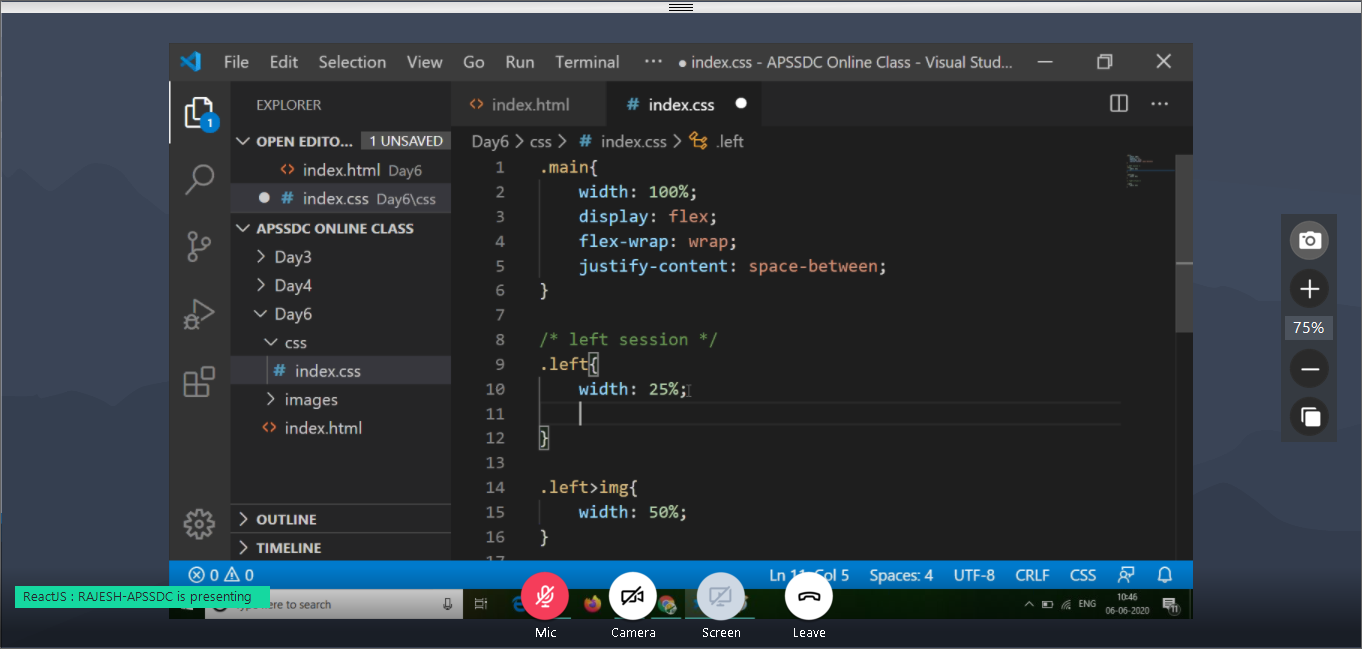 File Edit Selection View Go Run Terminal ··· ● index.css - APSSDC Online Class - Visual Stud...
EXPLORER
index.html
# index.css
OPEN EDITO... 1 UNSAVED
index.html Day6
# index.css Day6\css
APSSDC ONLINE CLASS
Day3
Day4
Day6
css
# index.css
images
index.html
OUTLINE
TIMELINE
1
Day6 > css > # index.css > .left
1 .main{
2 width: 100%;
3 display: flex;
4 flex-wrap: wrap;
5 justify-content: space-between;
6 }
7
8 /* left session */
9 .left{
10 width: 25%;
11
12 }
13
14 .left>img{
15 width: 50%;
16 }
17
75%
0 0
Ln 11, Col 5 Spaces: 4 UTF-8 CRLF CSS
ReactJS : RAJESH-APSSDC is presenting
here to search
ENG
10:46
06-06-2020
11
Mic
Camera
Screen
Leave